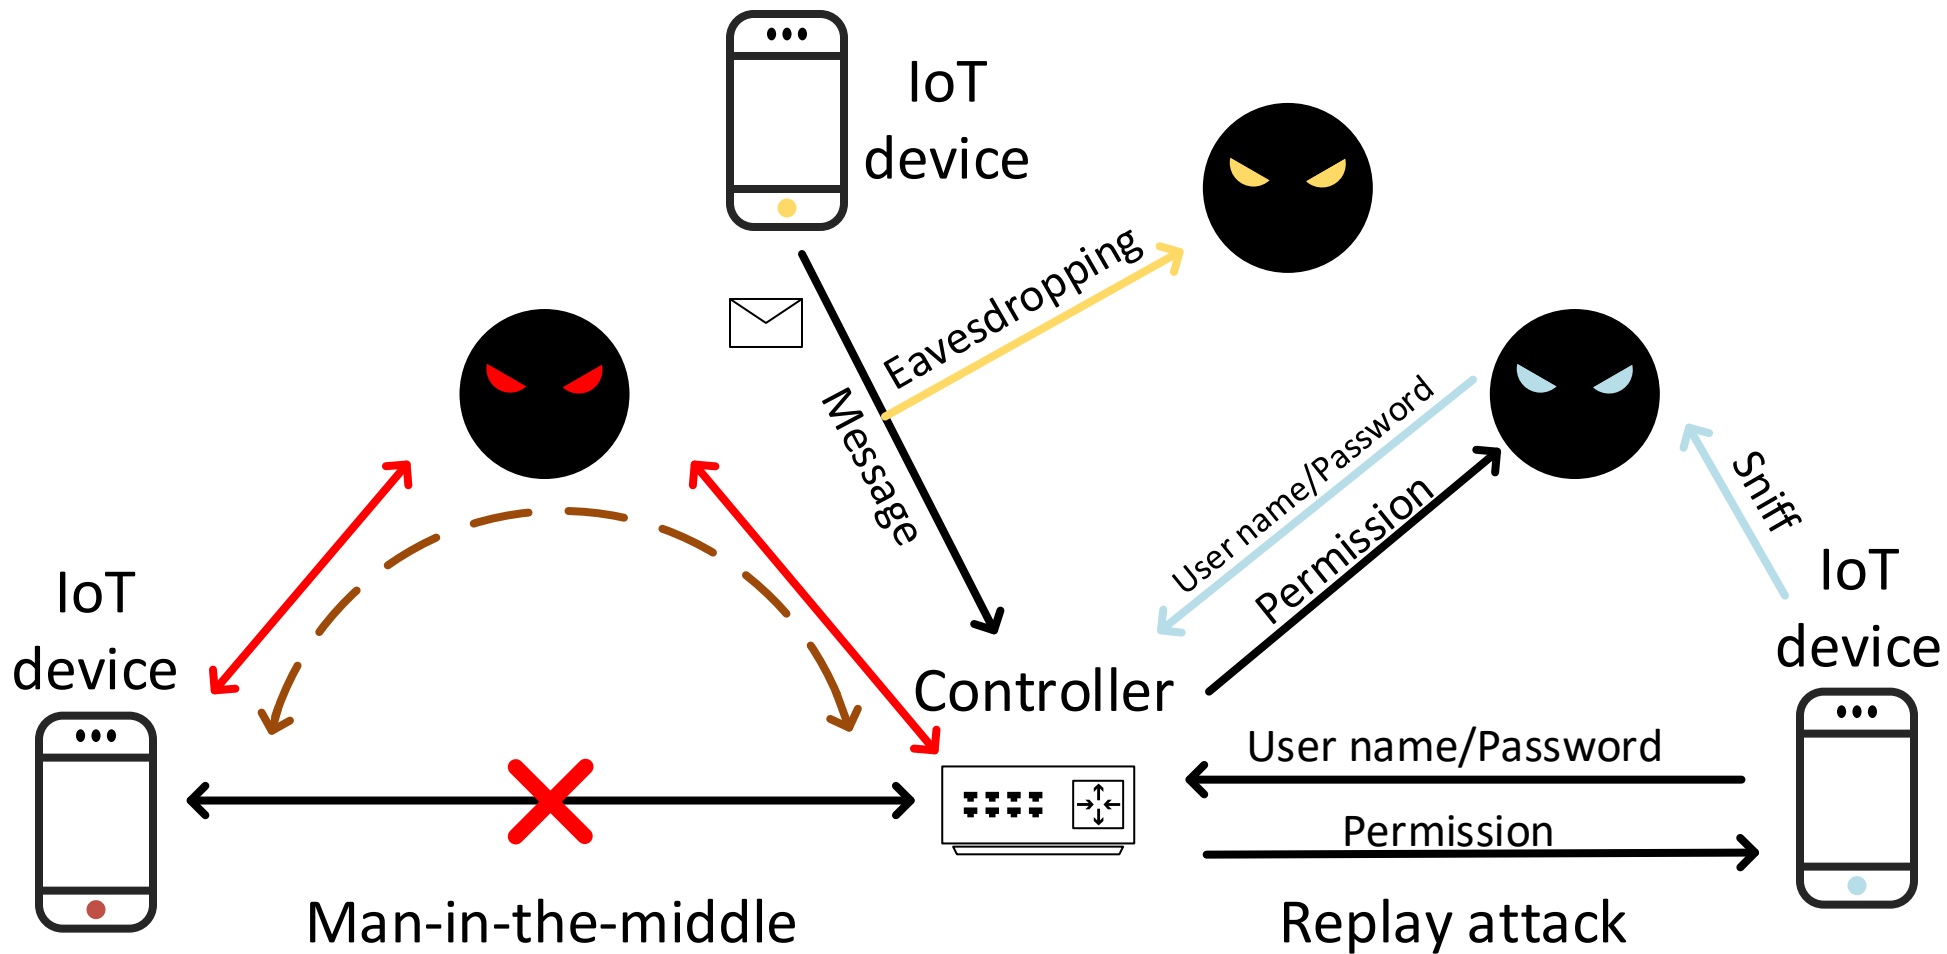 IoT
device
Eavesdropping
Message
User name/Password
Permission
Sniff
IoT
device
IoT
device
Controller
User name/Password
Permission
Man-in-the-middle
Replay attack